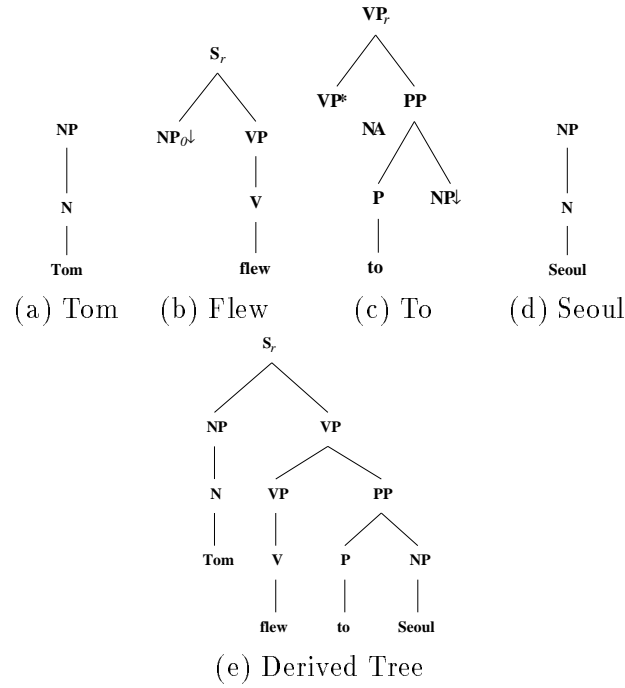 VP_r
S_r
VP* PP
NP NP₀↓ VP NA NP
P NP↓
N V N
Tom flew to Seoul
(a) Tom (b) Flew (c) To (d) Seoul
S_r
NP VP
N VP PP
Tom V P NP
flew to Seoul
(e) Derived Tree